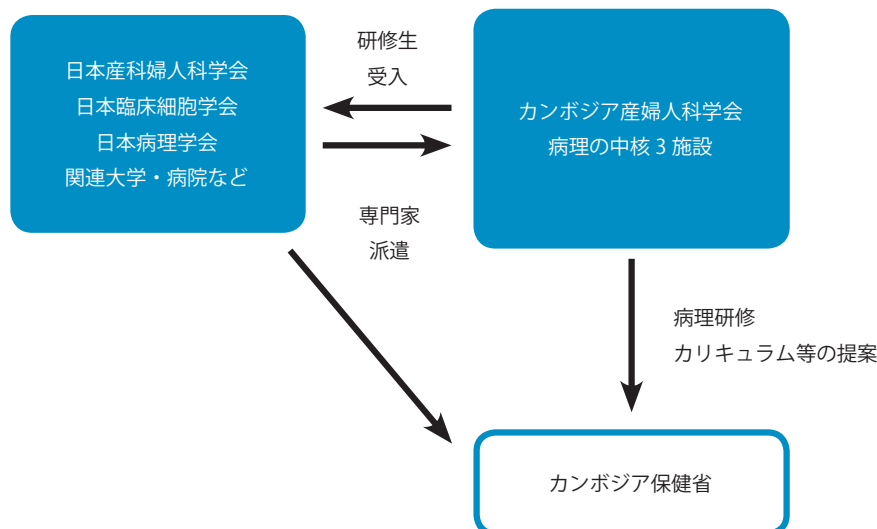 日本産科婦人科学会
日本臨床細胞学会
日本病理学会
関連大学・病院など
研修生
受入
専門家
派遣
カンボジア産婦人科学会
病理の中核 3 施設
病理研修
カリキュラム等の提案
カンボジア保健省